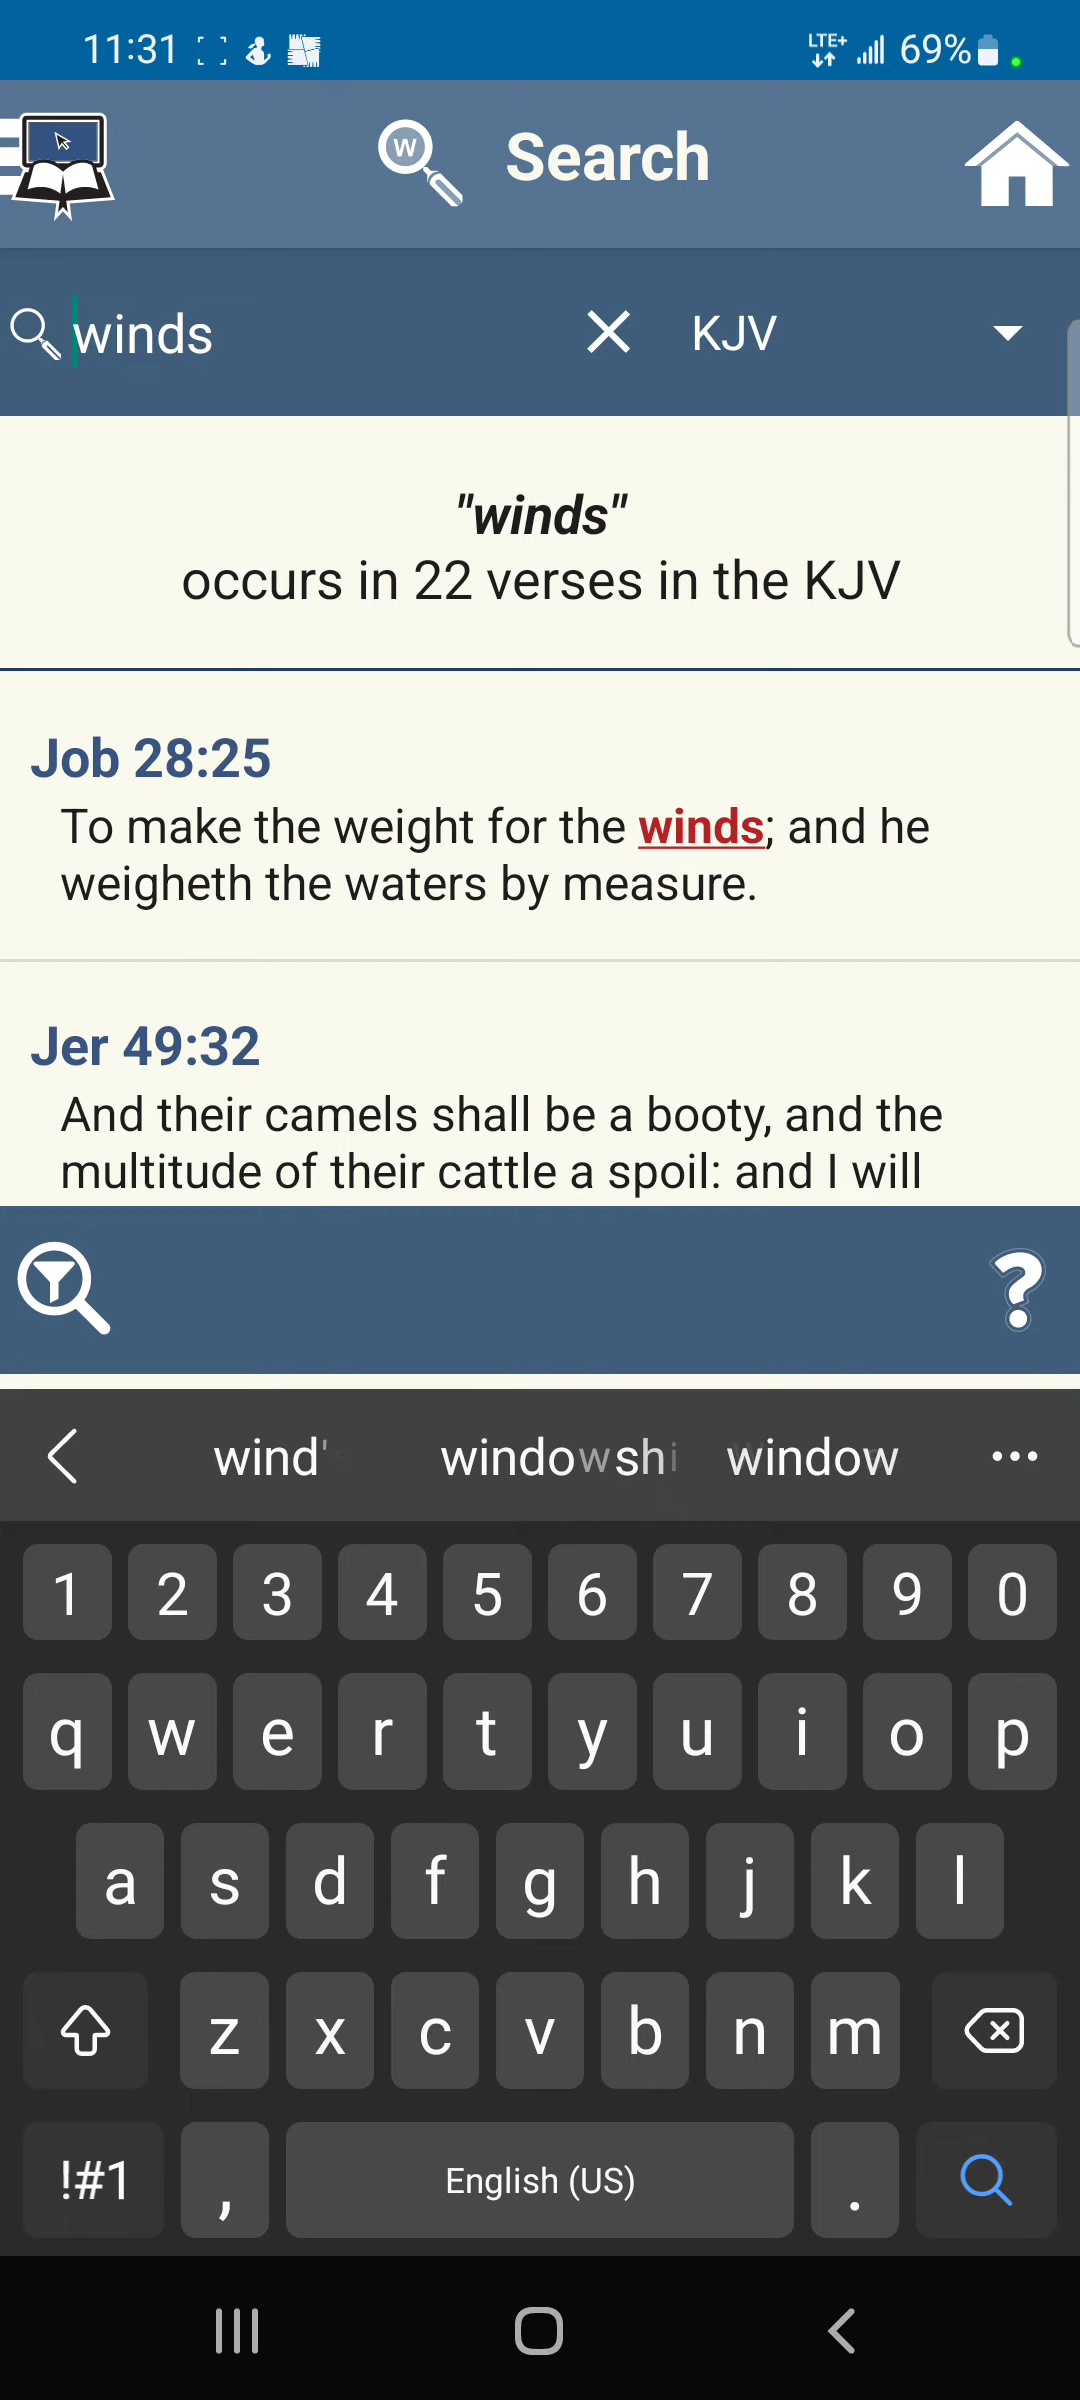 11:31
LTE+
69%
W
Search
winds
KJV
"winds"
occurs in 22 verses in the KJV
Job 28:25
To make the weight for the winds; and he
weigheth the waters by measure.
Jer 49:32
And their camels shall be a booty, and the
multitude of their cattle a spoil: and I will
?
wind' windowshi window ...
1 2 3 4 5 6 7 8 9 0
q w e r t y u i o p
a s d f g h j k l
z x c v b n m
!#1 , English (US) .